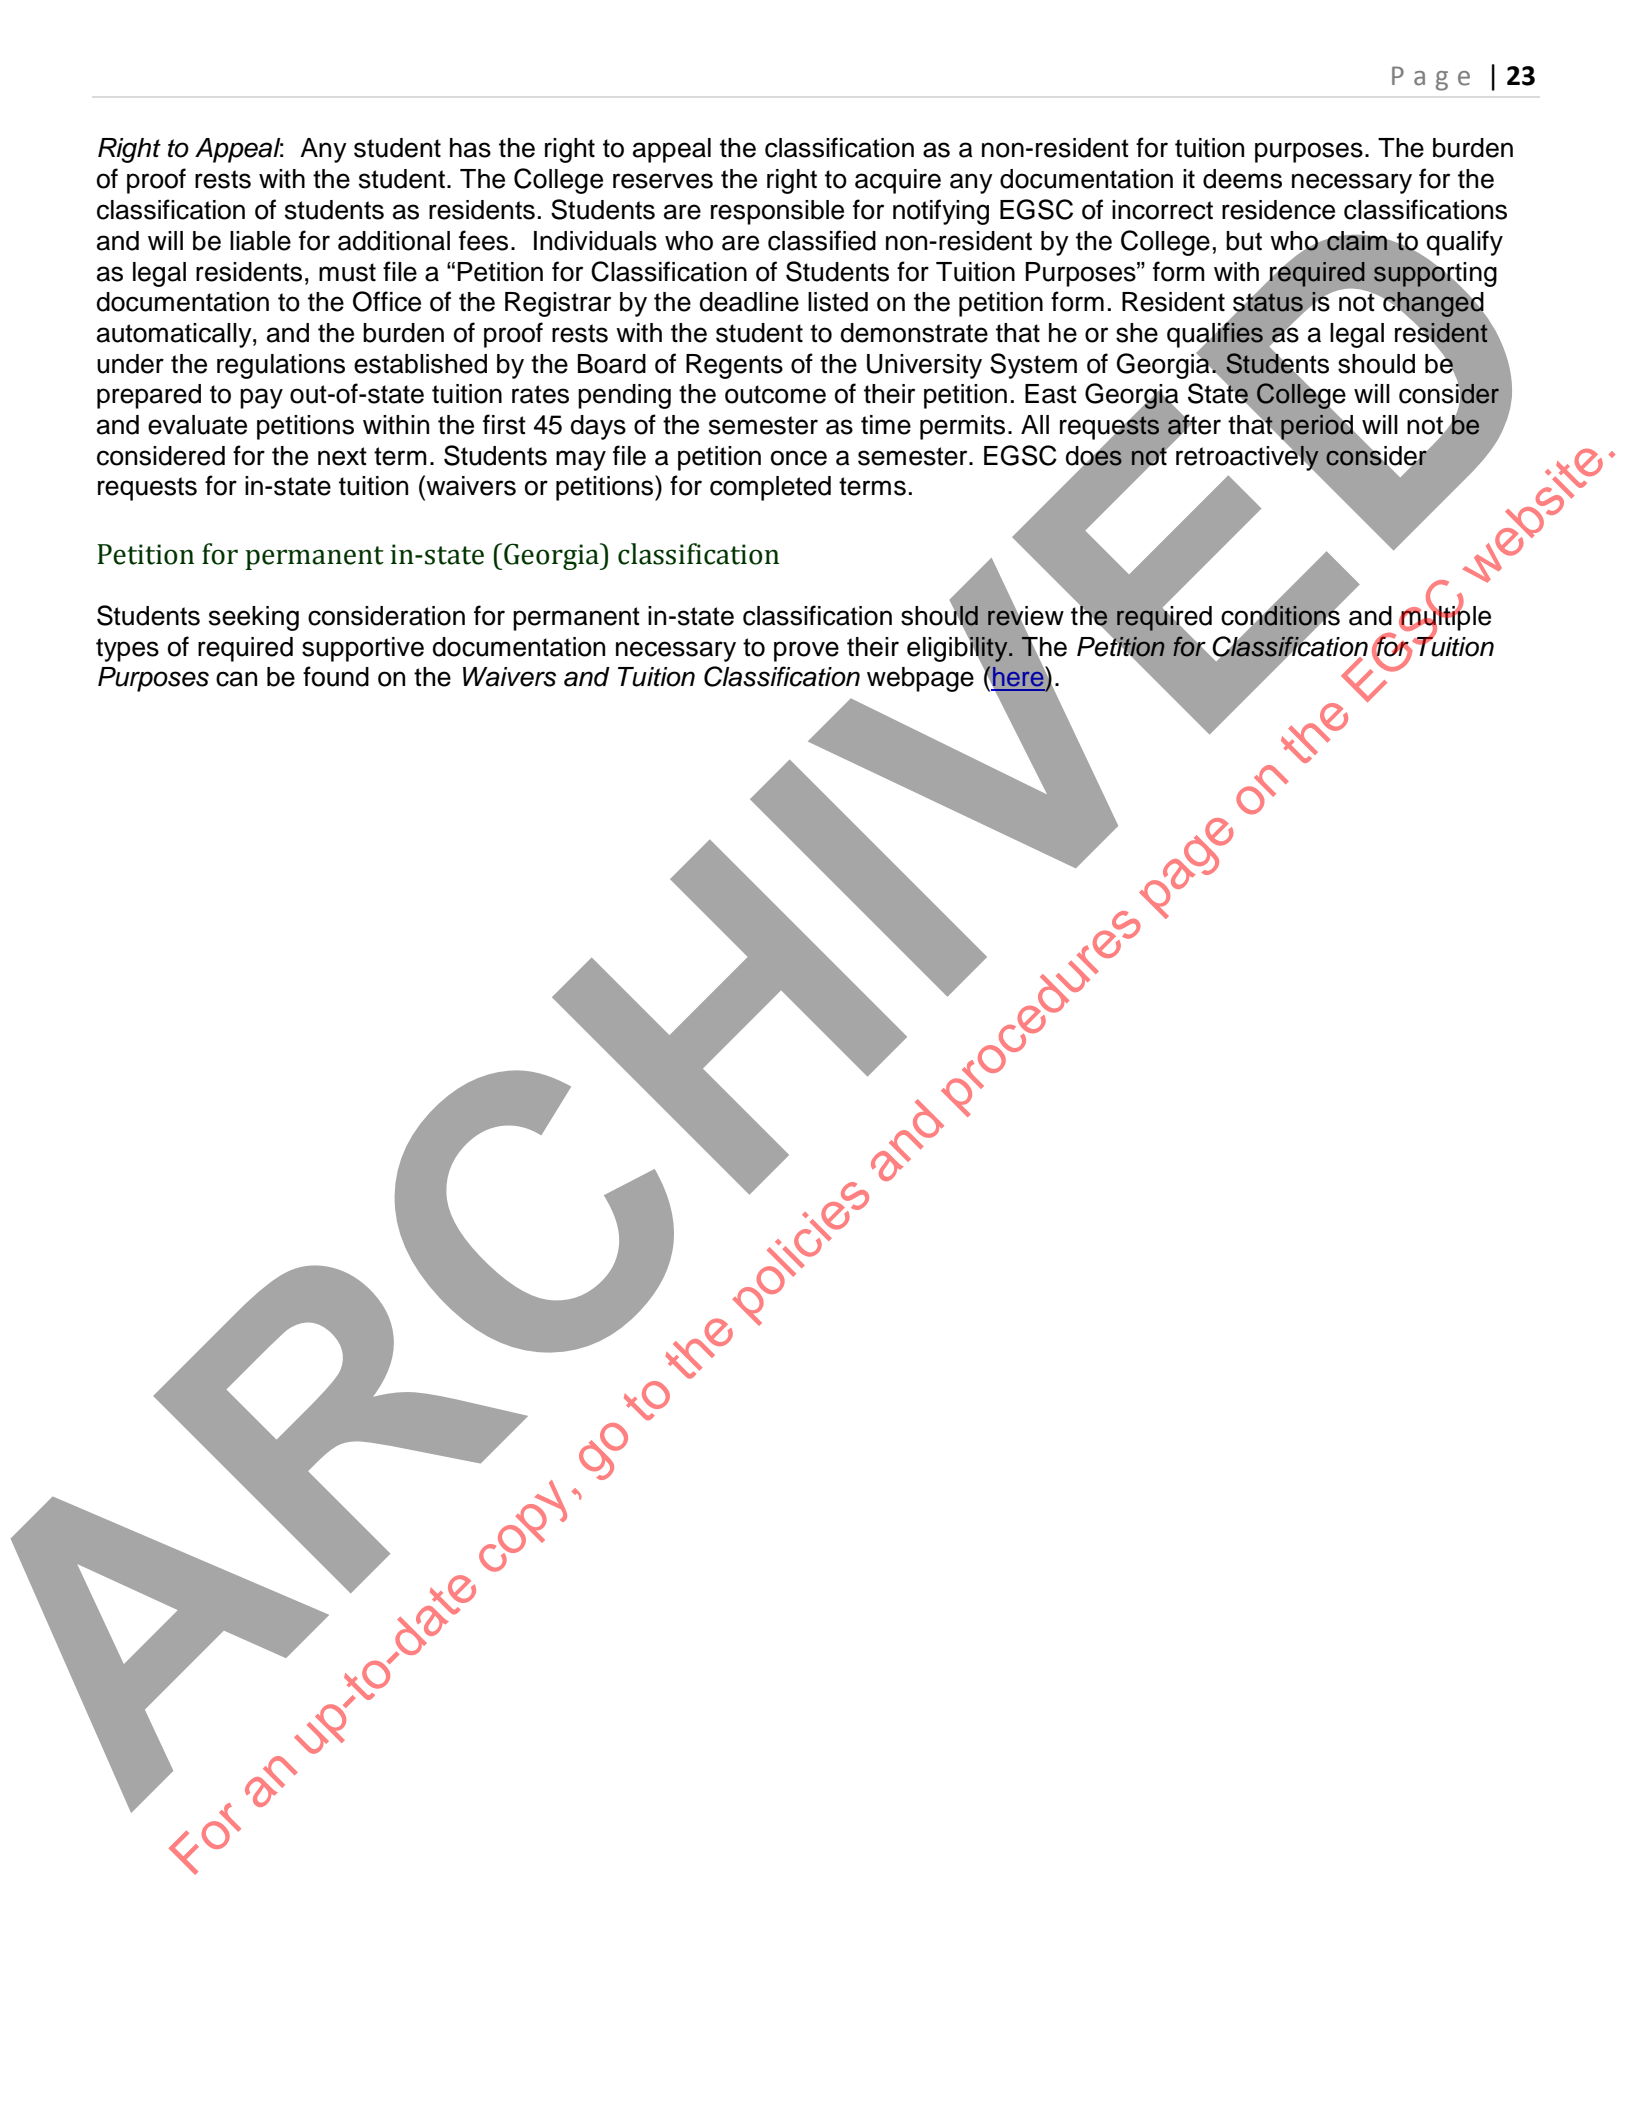 Page | 23
Right to Appeal:  Any student has the right to appeal the classification as a non-resident for tuition purposes. The burden
of proof rests with the student. The College reserves the right to acquire any documentation it deems necessary for the
classification of students as residents. Students are responsible for notifying EGSC of incorrect residence classifications
and will be liable for additional fees.  Individuals who are classified non-resident by the College, but who claim to qualify
as legal residents, must file a “Petition for Classification of Students for Tuition Purposes” form with required supporting
documentation to the Office of the Registrar by the deadline listed on the petition form. Resident status is not changed
automatically, and the burden of proof rests with the student to demonstrate that he or she qualifies as a legal resident
under the regulations established by the Board of Regents of the University System of Georgia. Students should be
prepared to pay out-of-state tuition rates pending the outcome of their petition. East Georgia State College will consider
and evaluate petitions within the first 45 days of the semester as time permits. All requests after that period will not be
considered for the next term. Students may file a petition once a semester. EGSC does not retroactively consider
requests for in-state tuition (waivers or petitions) for completed terms.
Petition for permanent in-state (Georgia) classification
Students seeking consideration for permanent in-state classification should review the required conditions and multiple
types of required supportive documentation necessary to prove their eligibility. The Petition for Classification for Tuition
Purposes can be found on the Waivers and Tuition Classification webpage (here).
ARCHIVED
For an up-to-date copy, go to the policies and procedures page on the EGSC website.